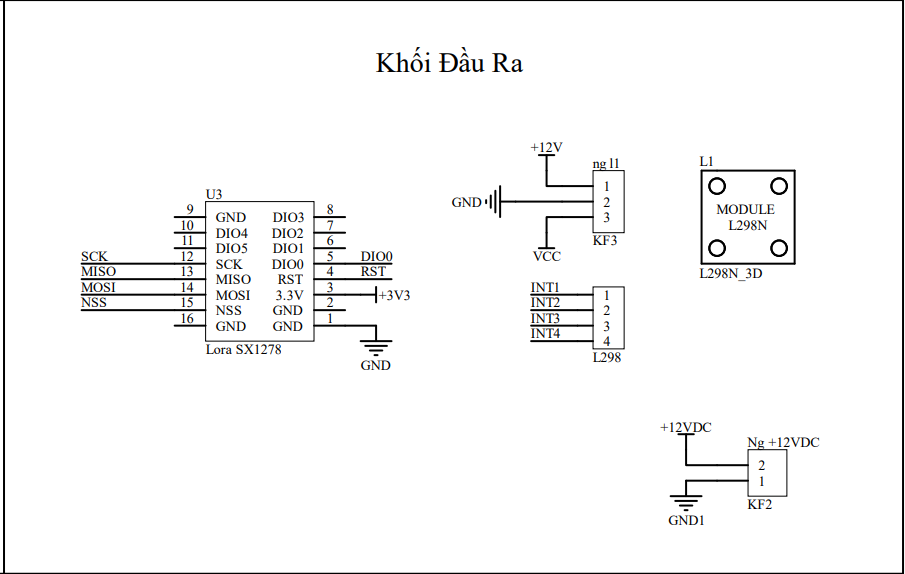 Khối Đầu Ra
U3
9 GND DIO3 8
10 DIO4 DIO2 7
11 DIO5 DIO1 6
SCK 12 SCK DIO0 5 DIO0
MISO 13 MISO RST 4 RST
MOSI 14 MOSI 3.3V 3 +3V3
NSS 15 NSS GND 2
16 GND GND 1
Lora SX1278
GND
+12V
ng l1
1
GND 2
3
VCC
KF3
INT1 1
INT2 2
INT3 3
INT4 4
L298
L1
MODULE
L298N
L298N_3D
+12VDC
Ng +12VDC
2
1
GND1
KF2